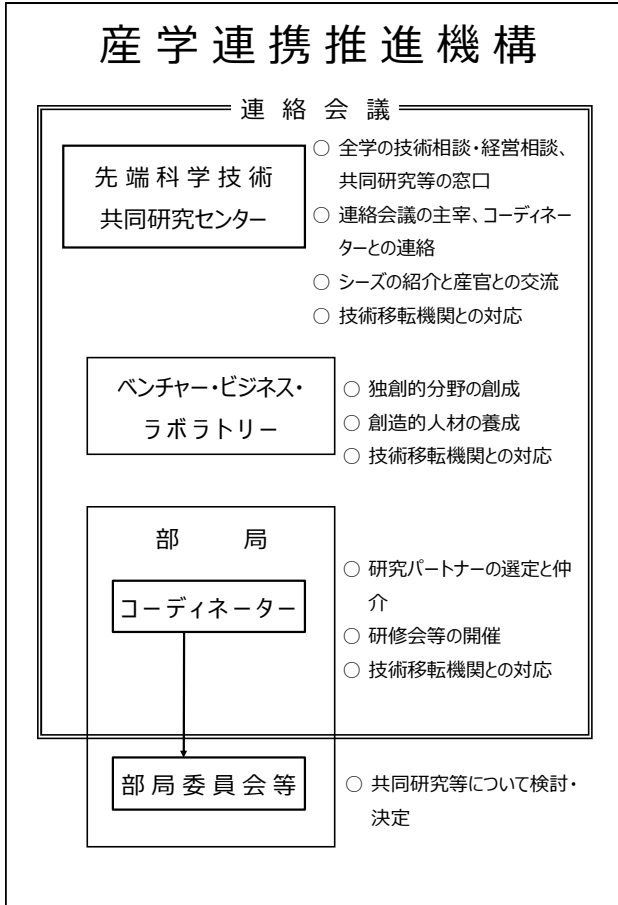 産学連携推進機構
連絡会議
先端科学技術
共同研究センター
○ 全学の技術相談・経営相談、
共同研究等の窓口
○ 連絡会議の主宰、コーディネー
ターとの連絡
○ シーズの紹介と産官との交流
○ 技術移転機関との対応
ベンチャー・ビジネス・
ラボラトリー
○ 独創的分野の創成
○ 創造的人材の養成
○ 技術移転機関との対応
部 局
コーディネーター
○ 研究パートナーの選定と仲
介
○ 研修会等の開催
○ 技術移転機関との対応
部局委員会等
○ 共同研究等について検討・
決定